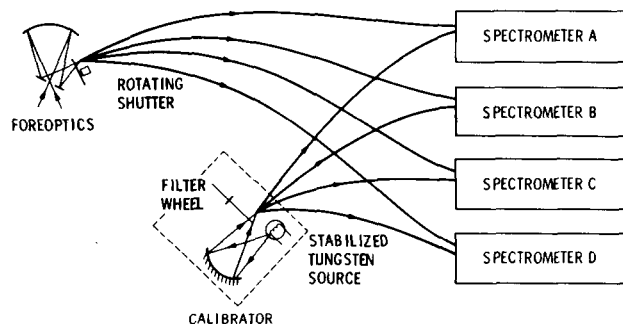 SPECTROMETER A
ROTATING
SHUTTER
FOREOPTICS
SPECTROMETER B
FILTER
WHEEL
SPECTROMETER C
STABILIZED
TUNGSTEN
SOURCE
SPECTROMETER D
CALIBRATOR